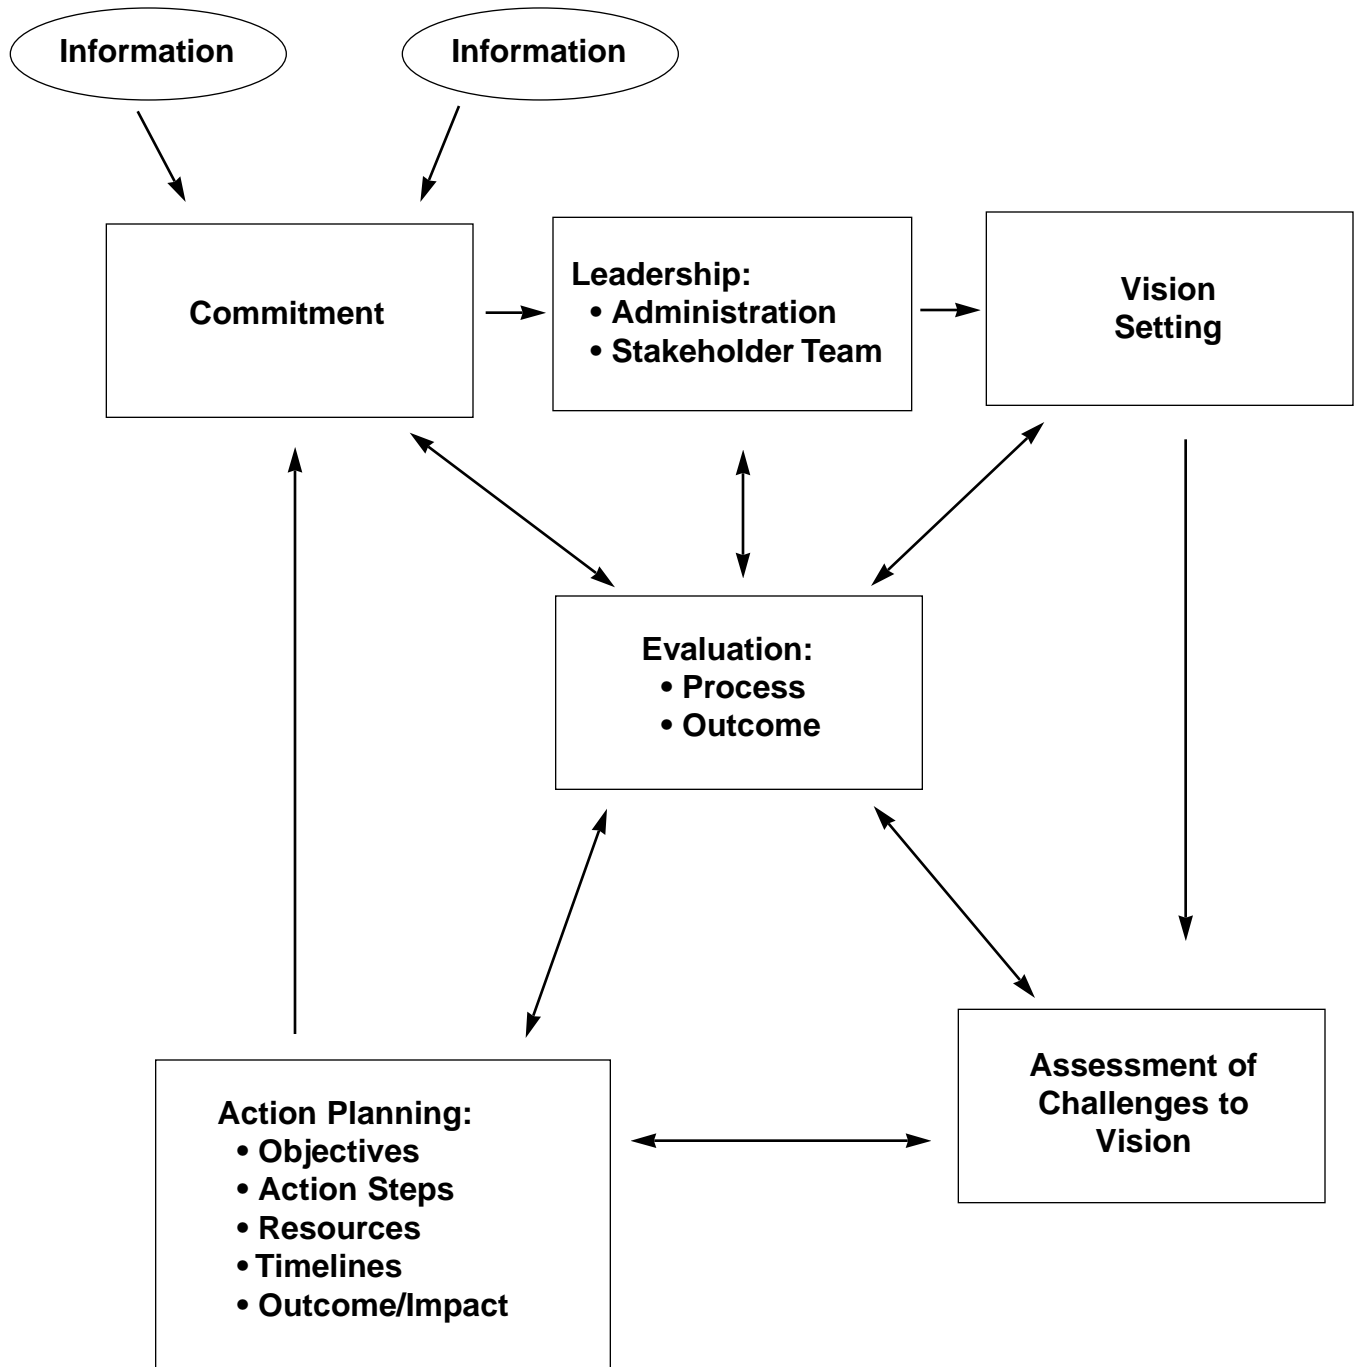 Information
Information
Commitment
Leadership:
• Administration
• Stakeholder Team
Vision
Setting
Evaluation:
• Process
• Outcome
Assessment of
Challenges to
Vision
Action Planning:
• Objectives
• Action Steps
• Resources
• Timelines
• Outcome/Impact